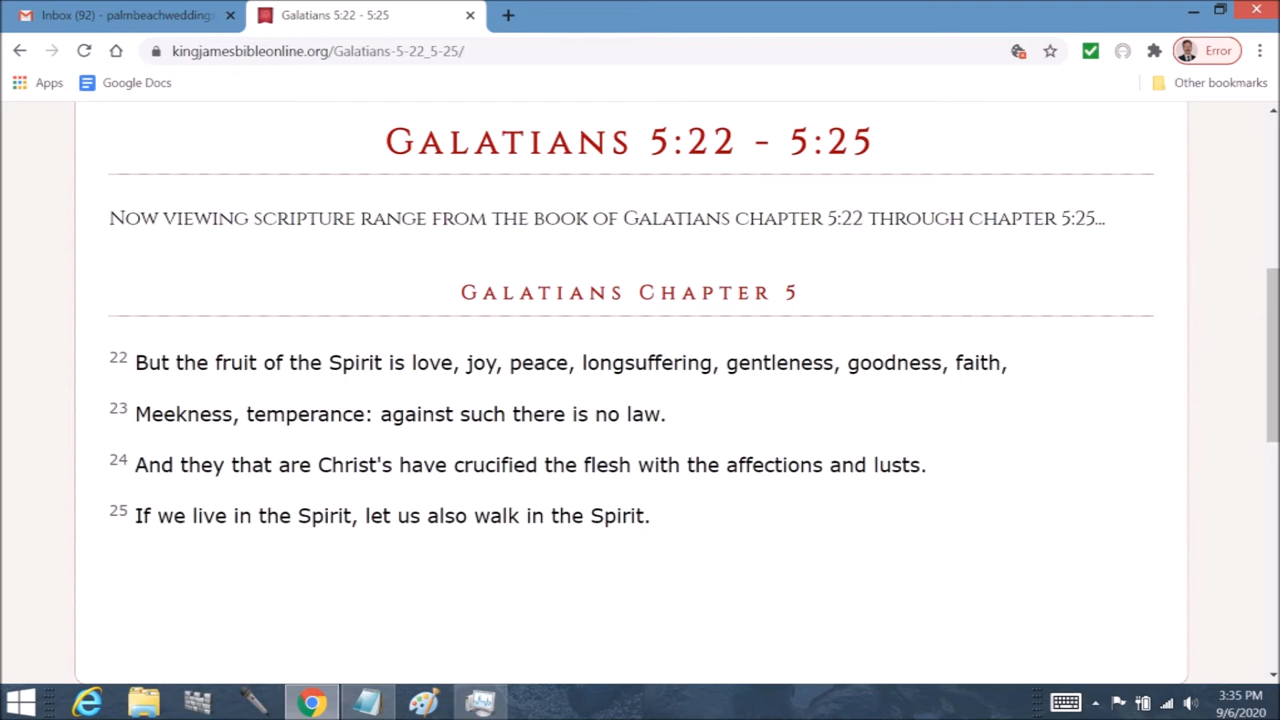 Inbox (92) - palmbeachwedding
Galatians 5:22 - 5:25
kingjamesbibleonline.org/Galatians-5-22_5-25/
Error
Apps
Google Docs
Other bookmarks
Galatians 5:22 - 5:25
Now viewing scripture range from the book of Galatians chapter 5:22 through chapter 5:25...
Galatians Chapter 5
22 But the fruit of the Spirit is love, joy, peace, longsuffering, gentleness, goodness, faith,
23 Meekness, temperance: against such there is no law.
24 And they that are Christ's have crucified the flesh with the affections and lusts.
25 If we live in the Spirit, let us also walk in the Spirit.
3:35 PM
9/6/2020